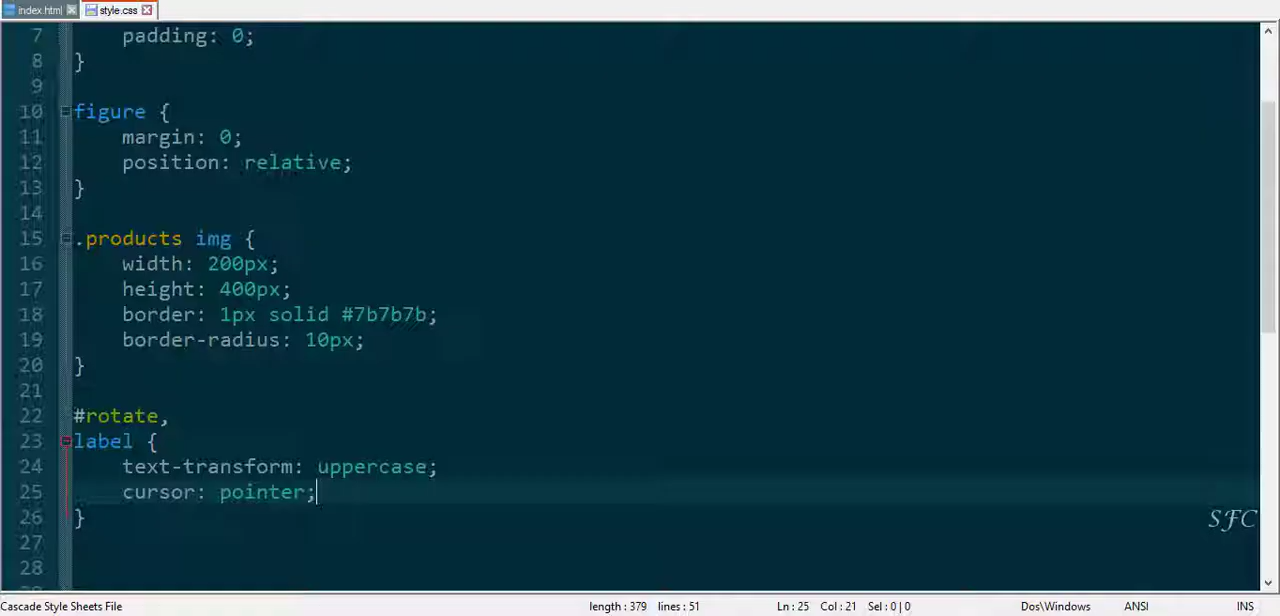 index.html style.css
7 padding: 0;
8 }
9
10 figure {
11 margin: 0;
12 position: relative;
13 }
14
15 .products img {
16 width: 200px;
17 height: 400px;
18 border: 1px solid #7b7b7b;
19 border-radius: 10px;
20 }
21
22 #rotate,
23 label {
24 text-transform: uppercase;
25 cursor: pointer;
26 }
27
28
SFC
Cascade Style Sheets File length : 379 lines : 51 Ln : 25 Col : 21 Sel : 0 | 0 Dos\Windows ANSI INS